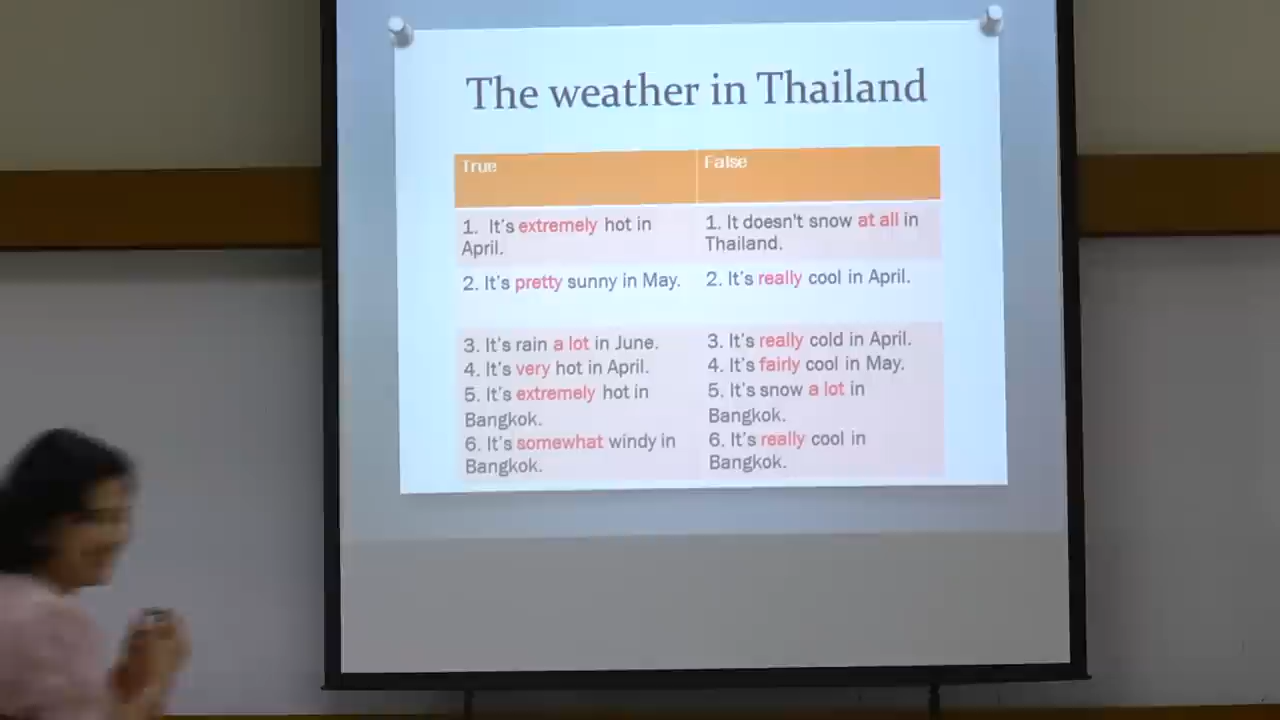 The weather in Thailand
True
False
1. It's extremely hot in
April.
1. It doesn't snow at all in
Thailand.
2. It's pretty sunny in May.
2. It's really cool in April.
3. It's rain a lot in June.
4. It's very hot in April.
5. It's extremely hot in
Bangkok.
6. It's somewhat windy in
Bangkok.
3. It's really cold in April.
4. It's fairly cool in May.
5. It's snow a lot in
Bangkok.
6. It's really cool in
Bangkok.